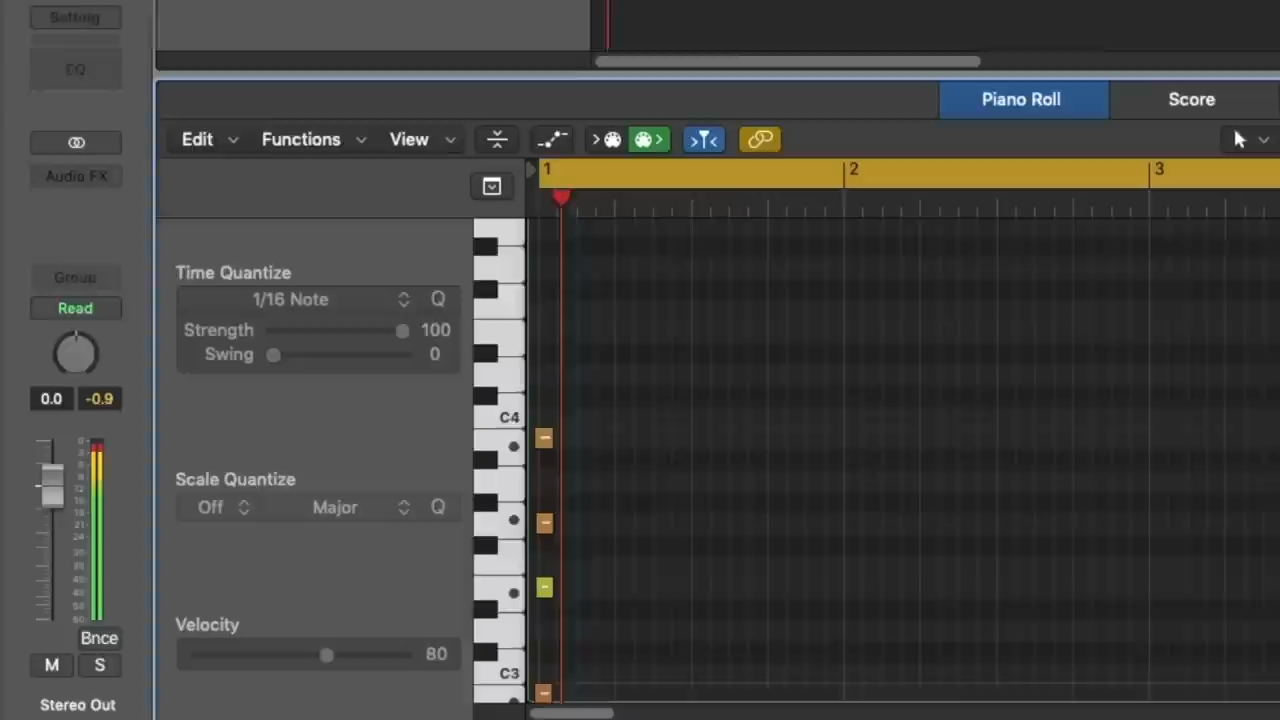 Setting
EQ
Piano Roll
Score
Edit
Functions
View
Audio FX
1
2
3
Group
Read
Time Quantize
1/16 Note
Q
Strength
100
Swing
0
0.0
-0.9
C4
Scale Quantize
Off
Major
Q
Velocity
80
C3
Bnce
M
S
Stereo Out